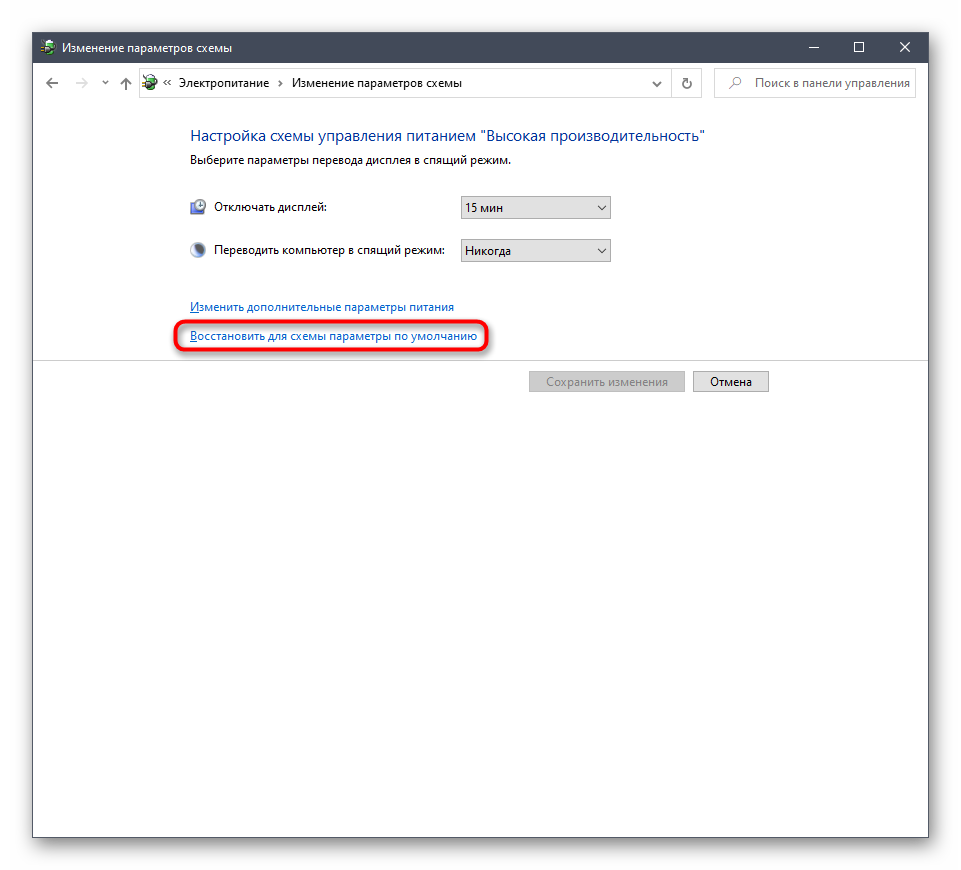 Изменение параметров схемы
« Электропитание › Изменение параметров схемы
Поиск в панели управления
Настройка схемы управления питанием "Высокая производительность"
Выберите параметры перевода дисплея в спящий режим.
Отключать дисплей: 15 мин
Переводить компьютер в спящий режим: Никогда
Изменить дополнительные параметры питания
Восстановить для схемы параметры по умолчанию
Сохранить изменения Отмена